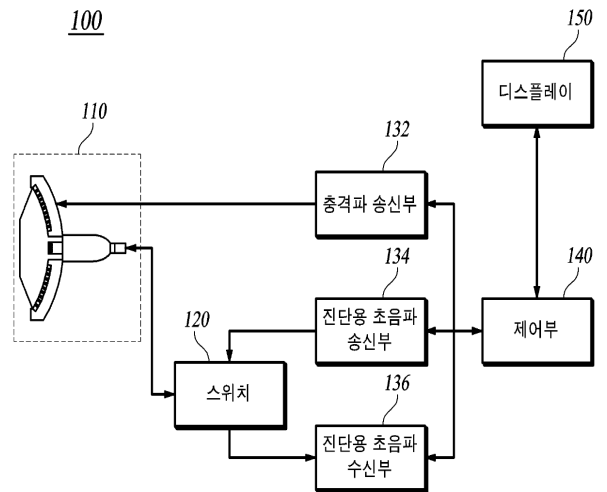 100
150
디스플레이
110
132
충격파 송신부
134
진단용 초음파
송신부
140
제어부
120
스위치
136
진단용 초음파
수신부